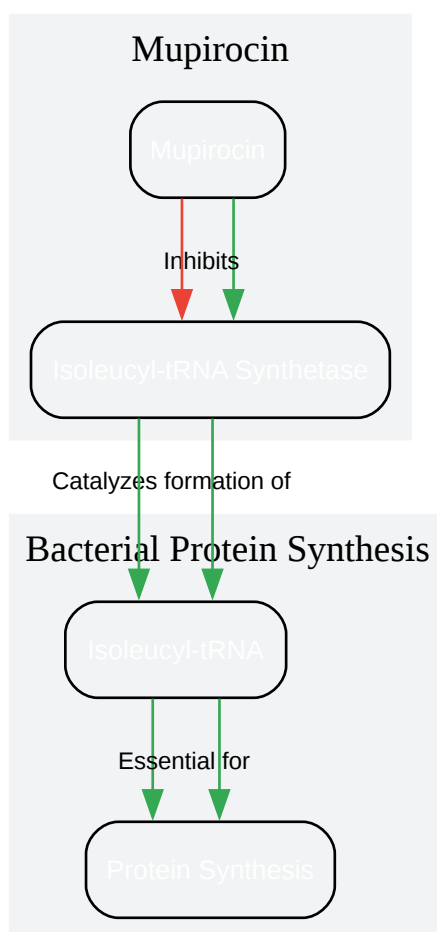 Mupirocin
Mupirocin
Inhibits
Isoleucyl-tRNA Synthetase
Catalyzes formation of
Bacterial Protein Synthesis
Isoleucyl-tRNA
Essential for
Protein Synthesis